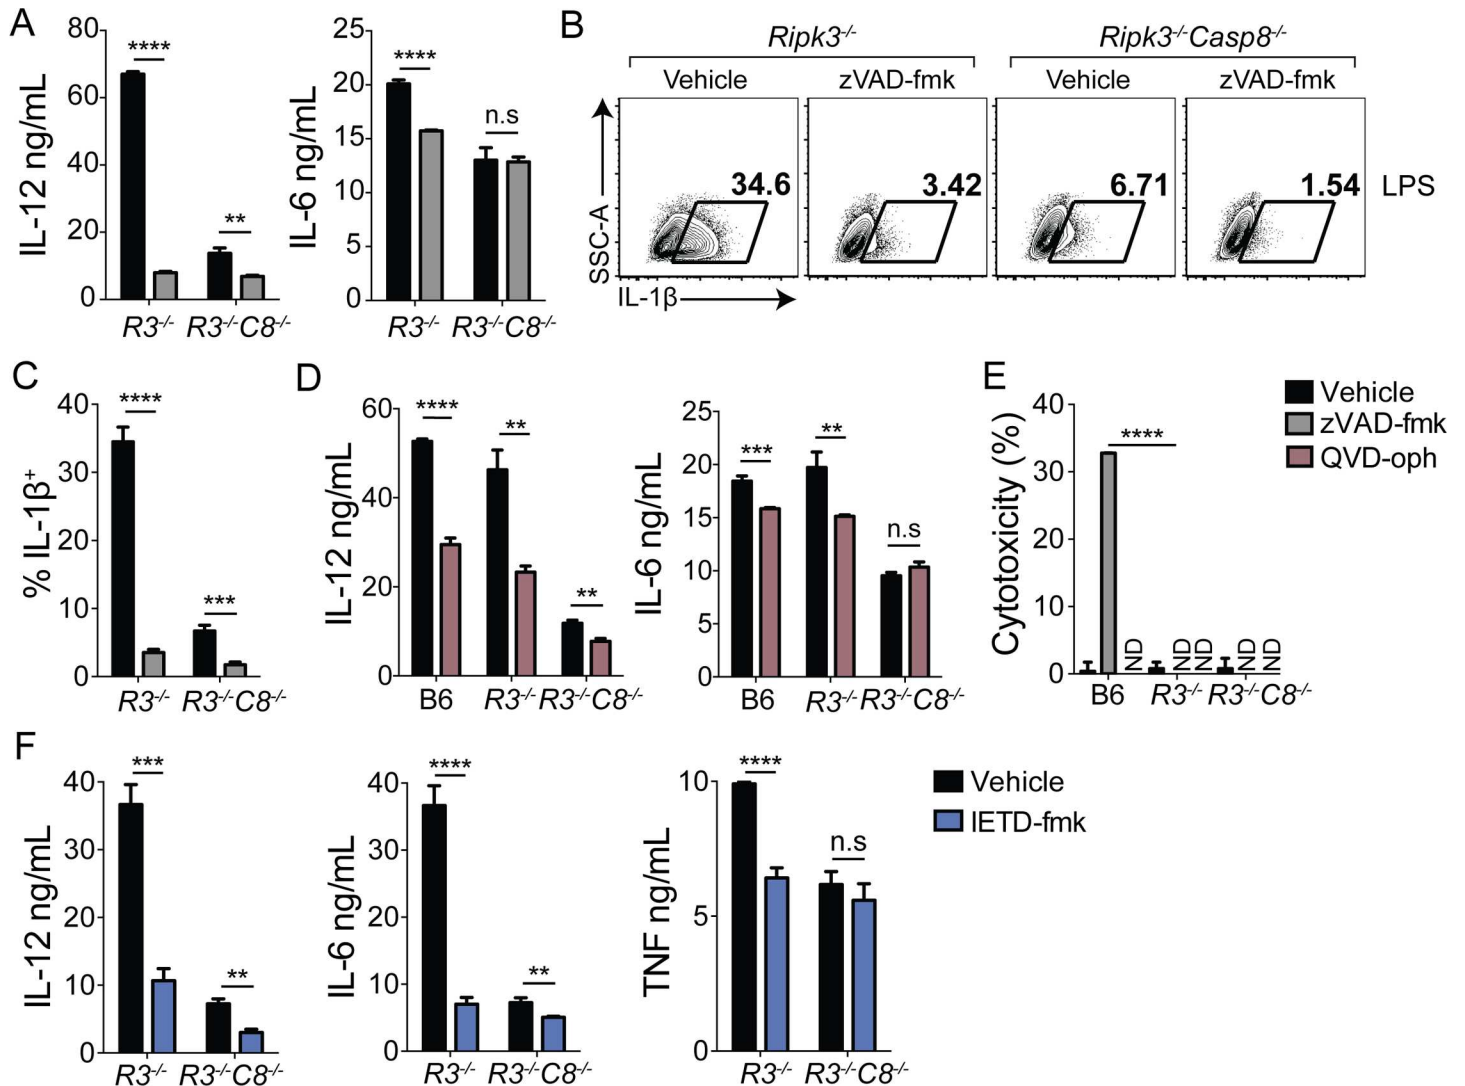 A
IL-12 ng/mL
80
60
40
20
0
****
**
R3-/-
R3-/-C8-/-
IL-6 ng/mL
25
20
15
10
5
0
****
n.s
R3-/-
R3-/-C8-/-
B
Ripk3-/-
Ripk3-/-Casp8-/-
Vehicle
zVAD-fmk
Vehicle
zVAD-fmk
34.6
3.42
6.71
1.54
LPS
SSC-A
IL-1β
C
% IL-1β+
40
30
20
10
0
****
***
R3-/-
R3-/-C8-/-
D
IL-12 ng/mL
60
40
20
0
****
**
**
B6
R3-/-
R3-/-C8-/-
IL-6 ng/mL
25
20
15
10
5
0
***
**
n.s
B6
R3-/-
R3-/-C8-/-
E
Cytotoxicity (%)
40
30
20
10
0
****
ND
ND
ND
ND
ND
B6
R3-/-
R3-/-C8-/-
Vehicle
zVAD-fmk
QVD-oph
F
IL-12 ng/mL
40
30
20
10
0
***
**
R3-/-
R3-/-C8-/-
IL-6 ng/mL
40
30
20
10
0
****
**
R3-/-
R3-/-C8-/-
TNF ng/mL
10
5
0
****
n.s
R3-/-
R3-/-C8-/-
Vehicle
IETD-fmk